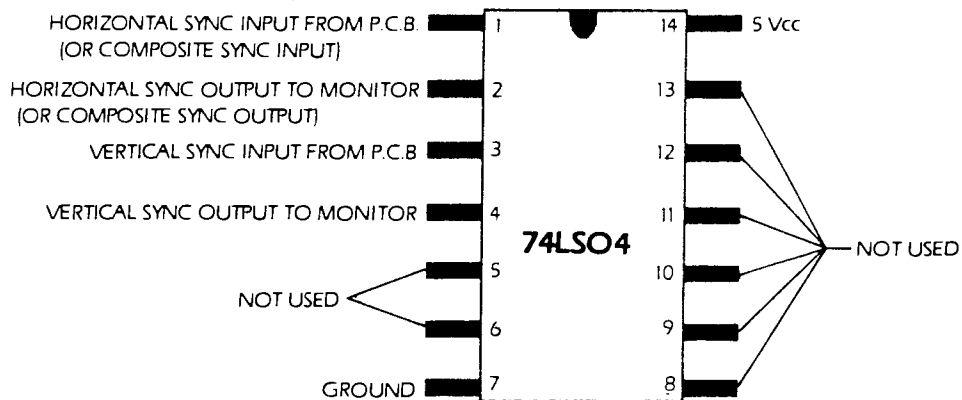 HORIZONTAL SYNC INPUT FROM P.C.B.
(OR COMPOSITE SYNC INPUT)
HORIZONTAL SYNC OUTPUT TO MONITOR
(OR COMPOSITE SYNC OUTPUT)
VERTICAL SYNC INPUT FROM P.C.B
VERTICAL SYNC OUTPUT TO MONITOR
NOT USED
GROUND
1
2
3
4
5
6
7
74LS04
14
13
12
11
10
9
8
5 Vcc
NOT USED